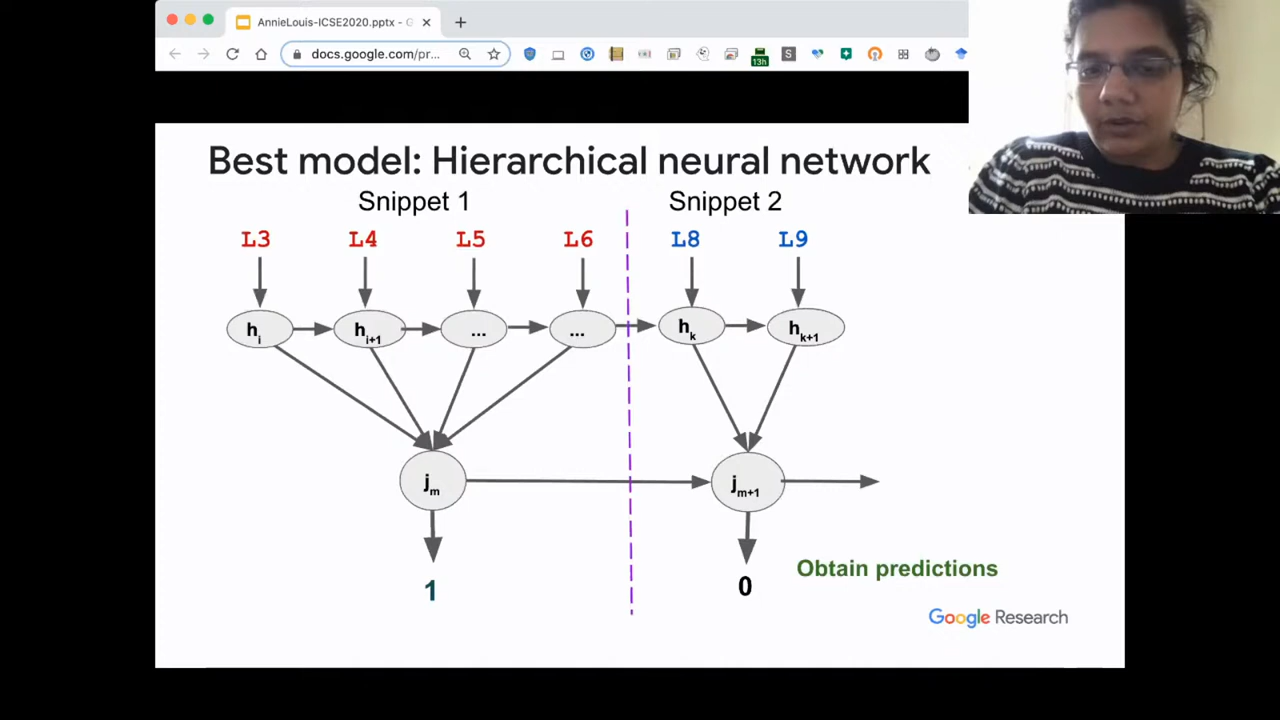 AnnieLouis-ICSE2020.pptx - G
docs.google.com/pr...
13h
S
Best model: Hierarchical neural network
Snippet 1 Snippet 2
L3 L4 L5 L6 L8 L9
hi hi+1 ... ... hk hk+1
jm jm+1
1 0
Obtain predictions
Google Research